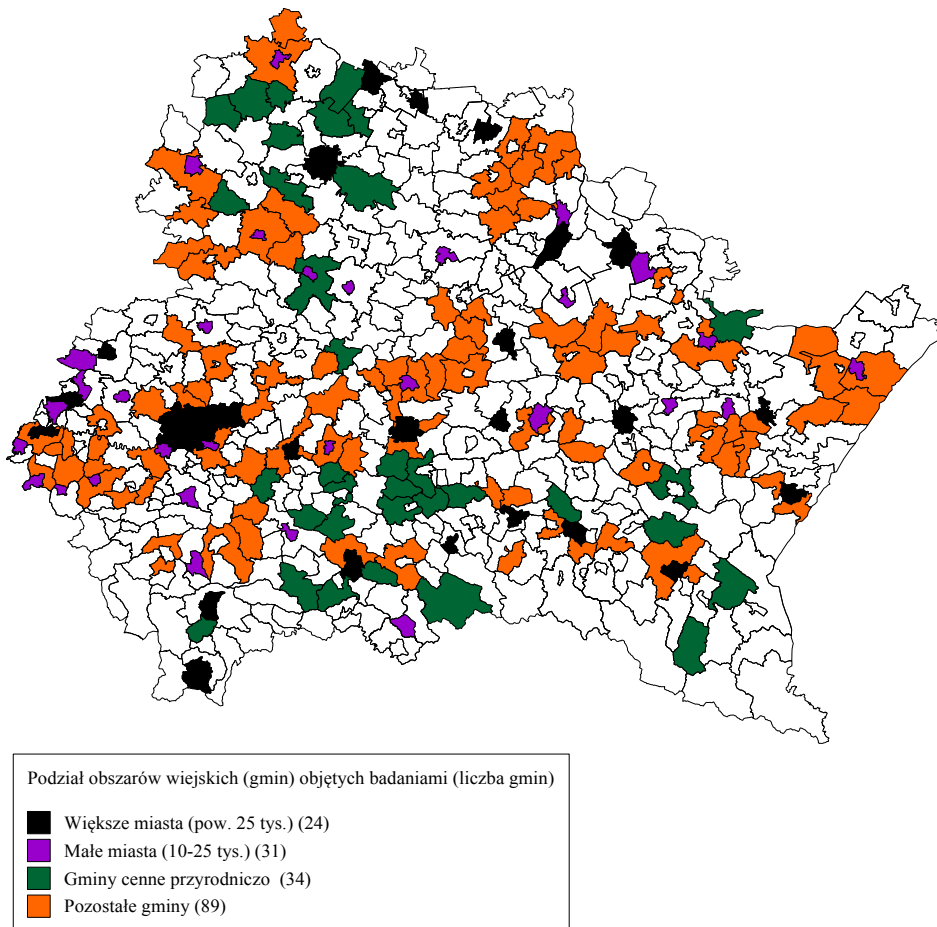 Podział obszarów wiejskich (gmin) objętych badaniami (liczba gmin)
Większe miasta (pow. 25 tys.) (24)
Małe miasta (10-25 tys.) (31)
Gminy cenne przyrodniczo (34)
Pozostałe gminy (89)